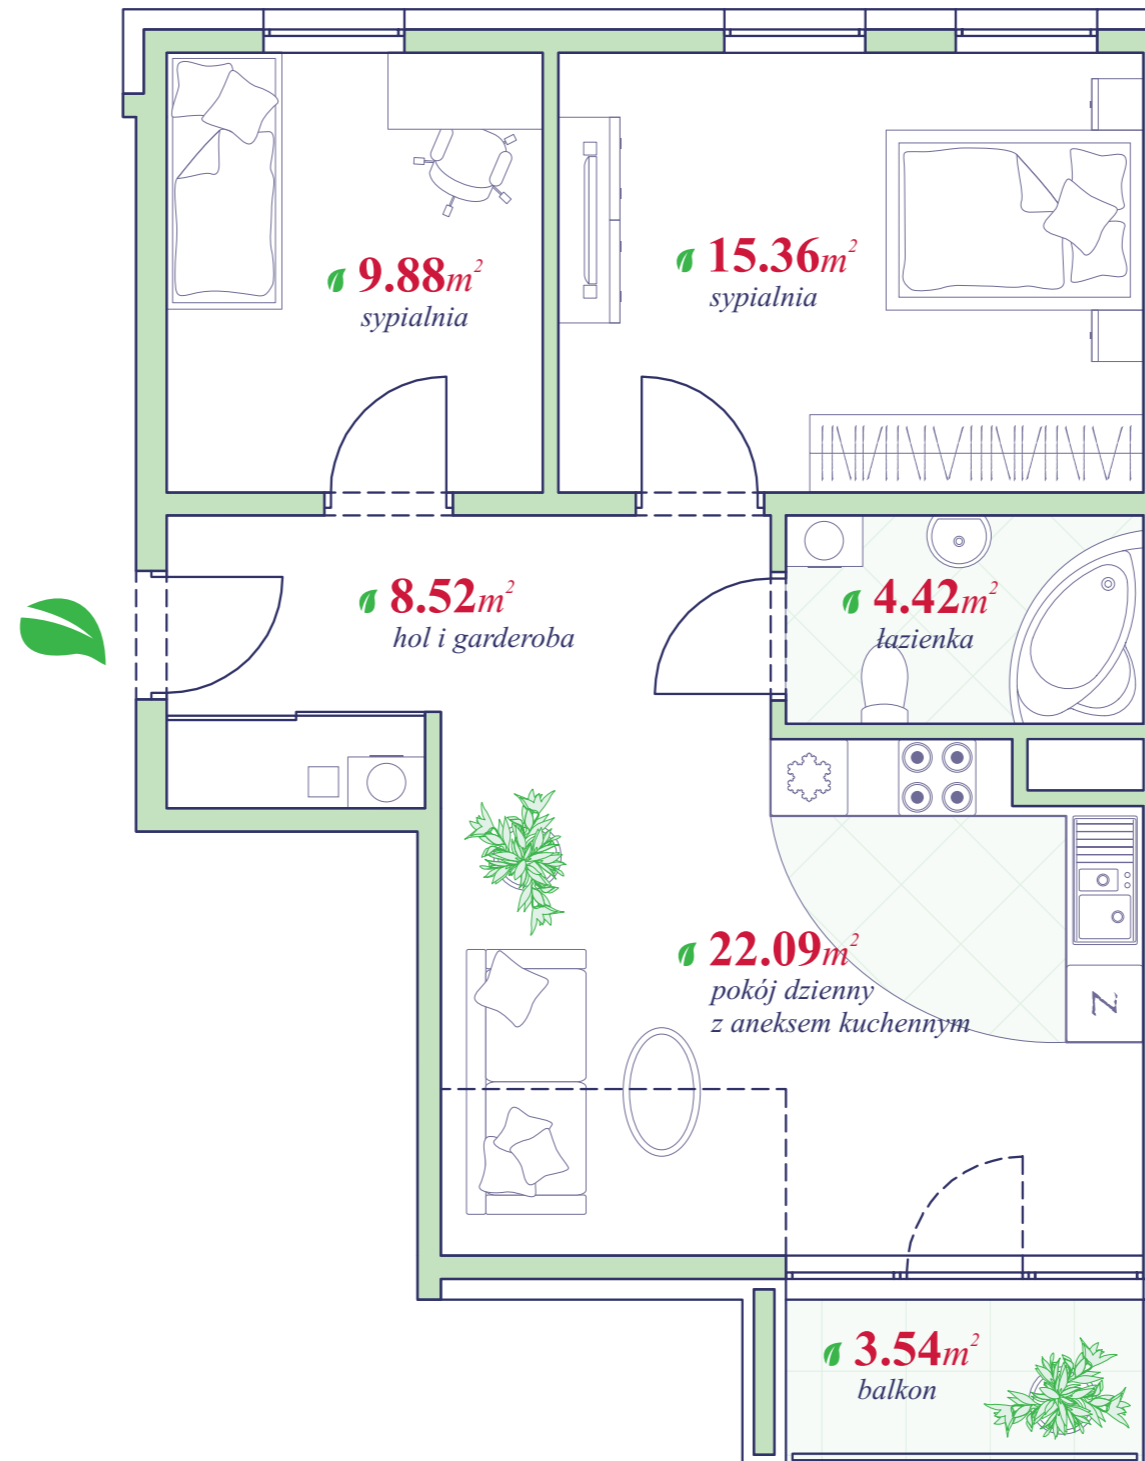 9.88m²
sypialnia
15.36m²
sypialnia
8.52m²
hol i garderoba
4.42m²
łazienka
22.09m²
pokój dzienny
z aneksem kuchennym
Z
3.54m²
balkon